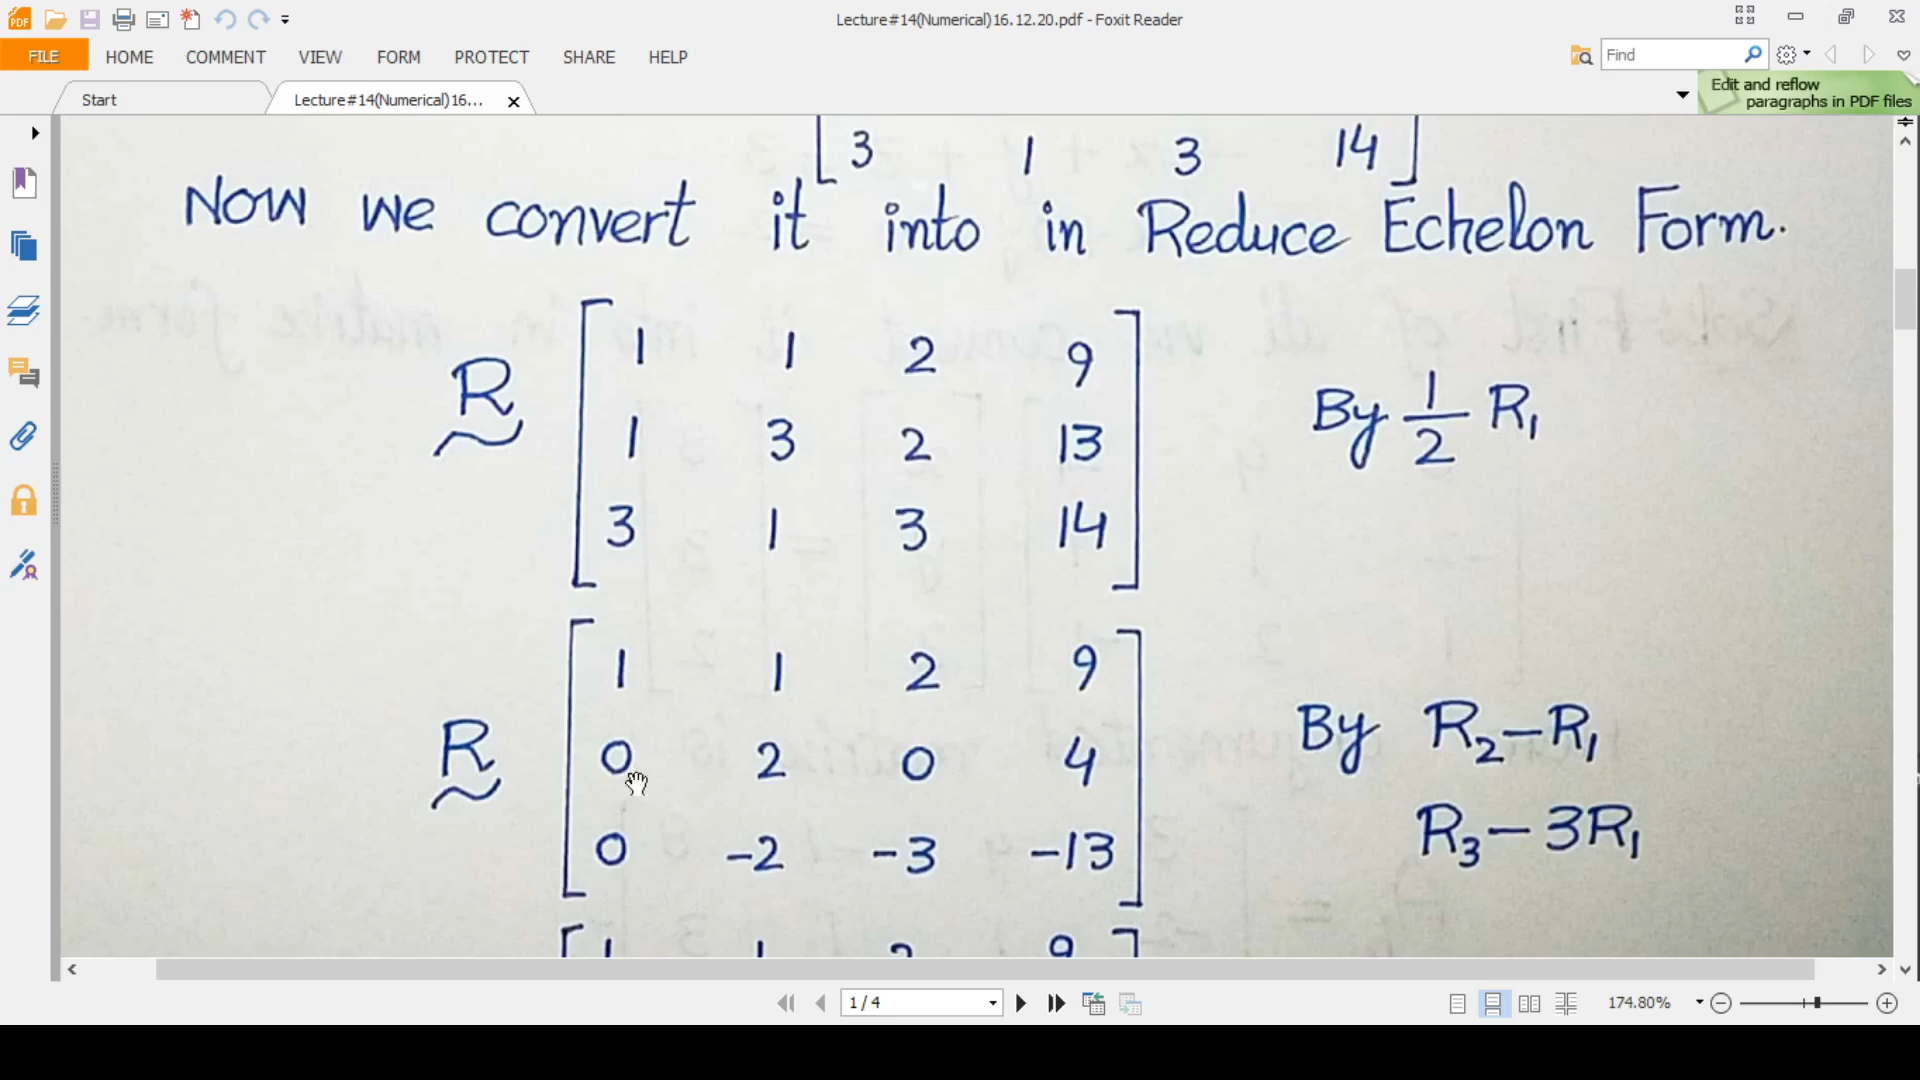 Lecture#14(Numerical)16.12.20.pdf - Foxit Reader
FILE HOME COMMENT VIEW FORM PROTECT SHARE HELP
Find
Start
Lecture#14(Numerical)16...
Edit and reflow
paragraphs in PDF files
3 1 3 14
Now we convert it into in Reduce Echelon Form.
R 1 1 2 9
1 3 2 13
3 1 3 14
By 1/2 R₁
R 1 1 2 9
0 2 0 4
0 -2 -3 -13
By R₂-R₁
R₃-3R₁
1 1 2 9
1 / 4
174.80%